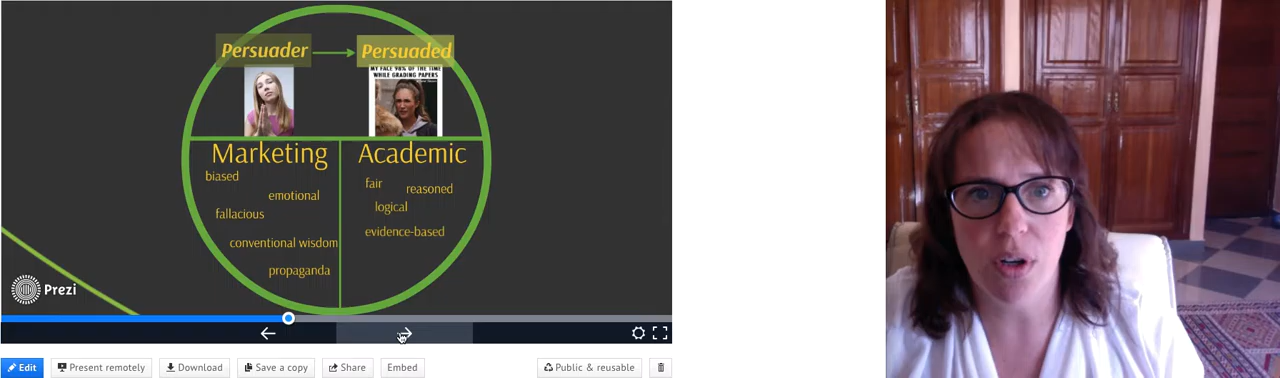 Persuader
Persuaded
MY FACE 98% OF THE TIME
WHILE GRADING PAPERS
Marketing
biased
emotional
fallacious
conventional wisdom
propaganda
Academic
fair
reasoned
logical
evidence-based
Prezi
Edit
Present remotely
Download
Save a copy
Share
Embed
Public & reusable